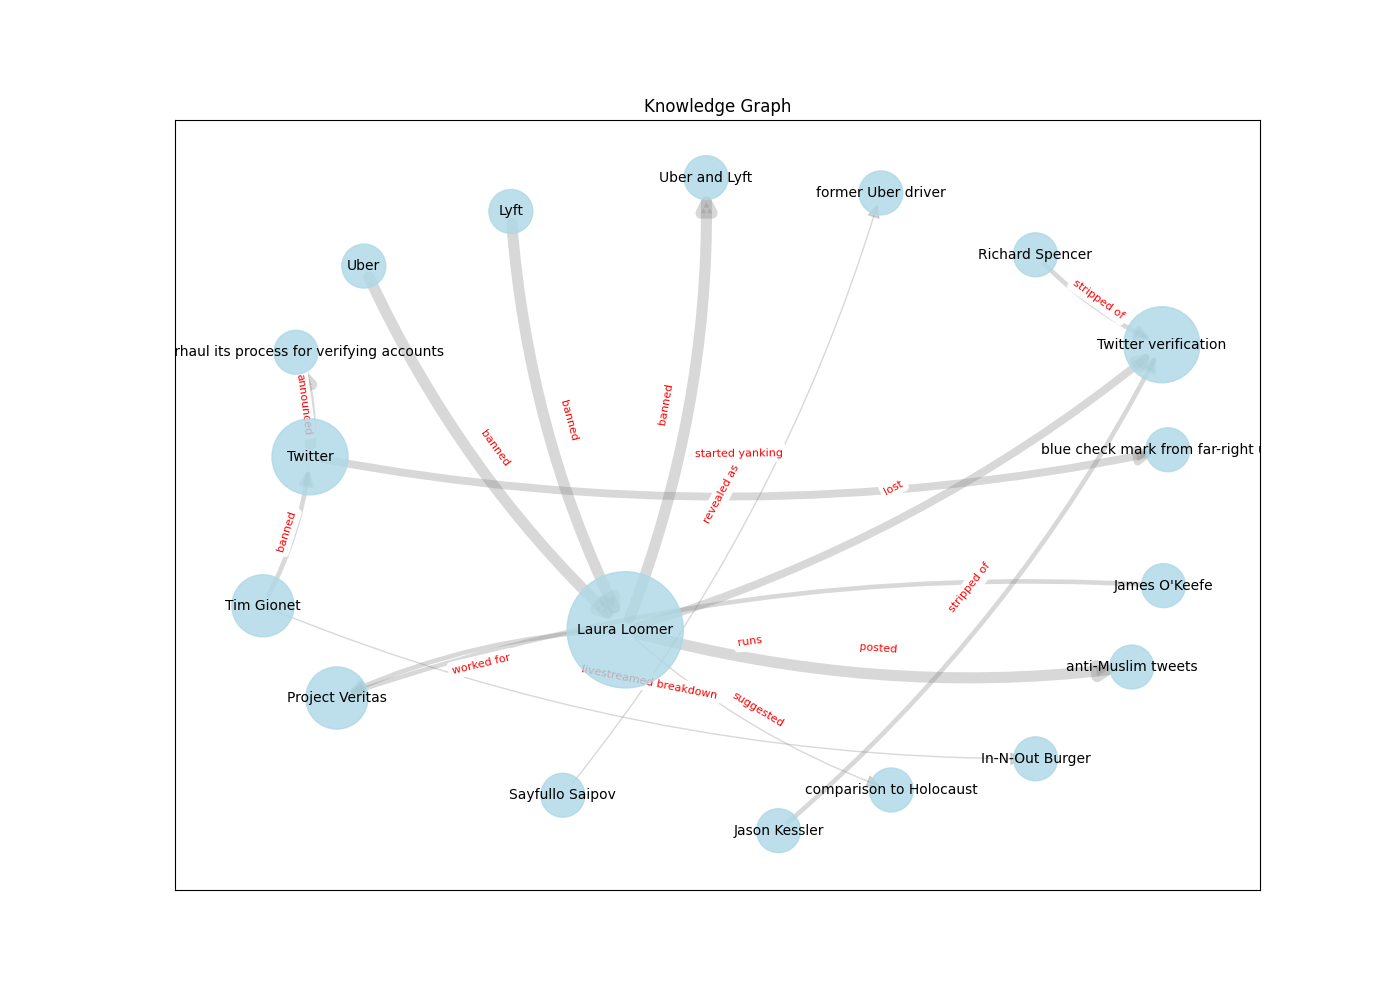 Knowledge Graph
Uber and Lyft
former Uber driver
Lyft
Richard Spencer
Uber
stripped of
Twitter verification
rhaul its process for verifying accounts
announced
banned
banned
banned
blue check mark from far-right
started yanking
Twitter
revealed as
lost
banned
James O'Keefe
stripped of
Tim Gionet
Laura Loomer
runs
posted
worked for
anti-Muslim tweets
livestreamed breakdown
Project Veritas
suggested
In-N-Out Burger
comparison to Holocaust
Sayfullo Saipov
Jason Kessler